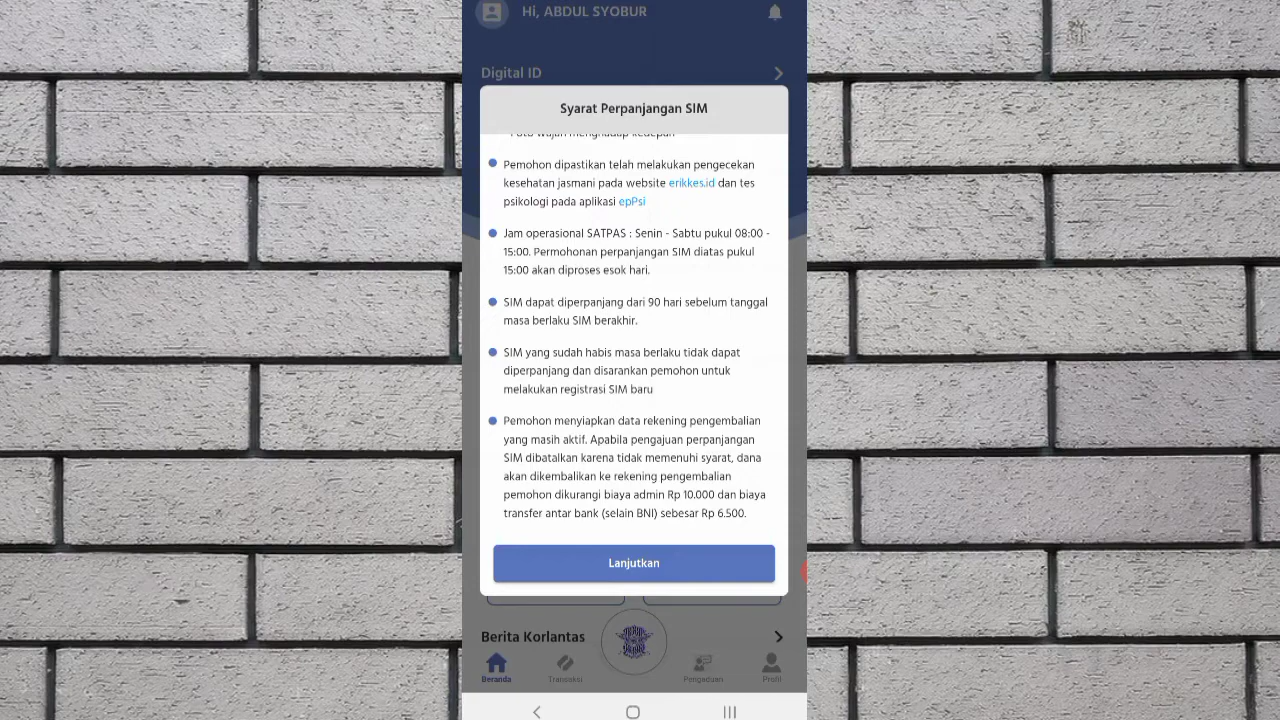 Hi, ABDUL SYOBUR
Digital ID
Syarat Perpanjangan SIM
Foto wajah menghadap kedepan
Pemohon dipastikan telah melakukan pengecekan
kesehatan jasmani pada website erikkes.id dan tes
psikologi pada aplikasi epPsi
Jam operasional SATPAS : Senin - Sabtu pukul 08:00 -
15:00. Permohonan perpanjangan SIM diatas pukul
15:00 akan diproses esok hari.
SIM dapat diperpanjang dari 90 hari sebelum tanggal
masa berlaku SIM berakhir.
SIM yang sudah habis masa berlaku tidak dapat
diperpanjang dan disarankan pemohon untuk
melakukan registrasi SIM baru
Pemohon menyiapkan data rekening pengembalian
yang masih aktif. Apabila pengajuan perpanjangan
SIM dibatalkan karena tidak memenuhi syarat, dana
akan dikembalikan ke rekening pengembalian
pemohon dikurangi biaya admin Rp 10.000 dan biaya
transfer antar bank (selain BNI) sebesar Rp 6.500.
Lanjutkan
Berita Korlantas
Beranda
Transaksi
Pengaduan
Profil